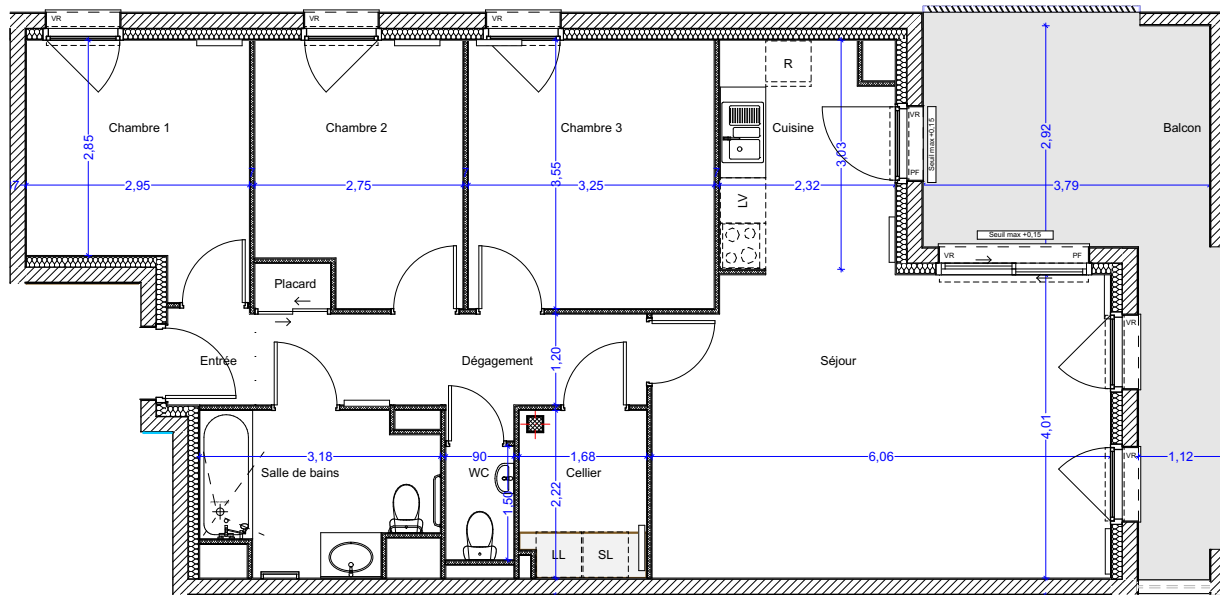 VR
VR
VR
R
Chambre 1
Chambre 2
Chambre 3
Cuisine
VR
Balcon
2,85
3,55
3,03
Seuil max +0,15
2,92
PF
7
2,95
2,75
3,25
2,32
3,79
LV
Seuil max +0,15
VR
PF
Placard
VR
Entrée
Dégagement
1,20
Séjour
4,01
3,18
90
1,68
6,06
VR
1,12
Salle de bains
WC
Cellier
1,50
2,22
LL
SL